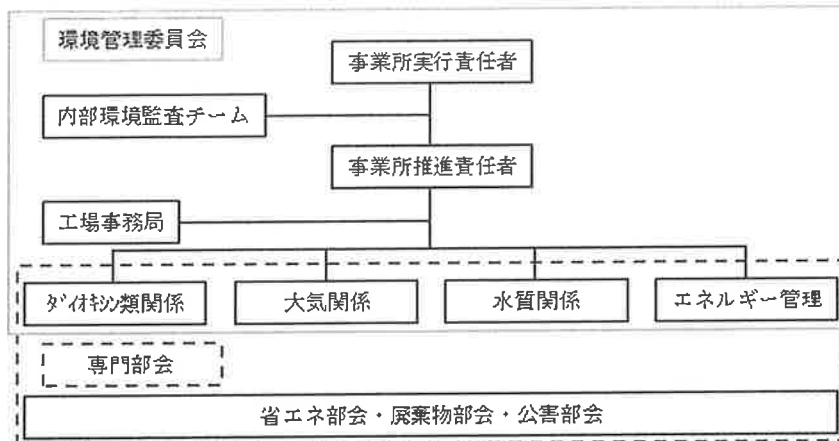 環境管理委員会
事業所実行責任者
内部環境監査チーム
事業所推進責任者
工場事務局
ダイオキシン類関係
大気関係
水質関係
エネルギー管理
専門部会
省エネ部会・廃棄物部会・公害部会